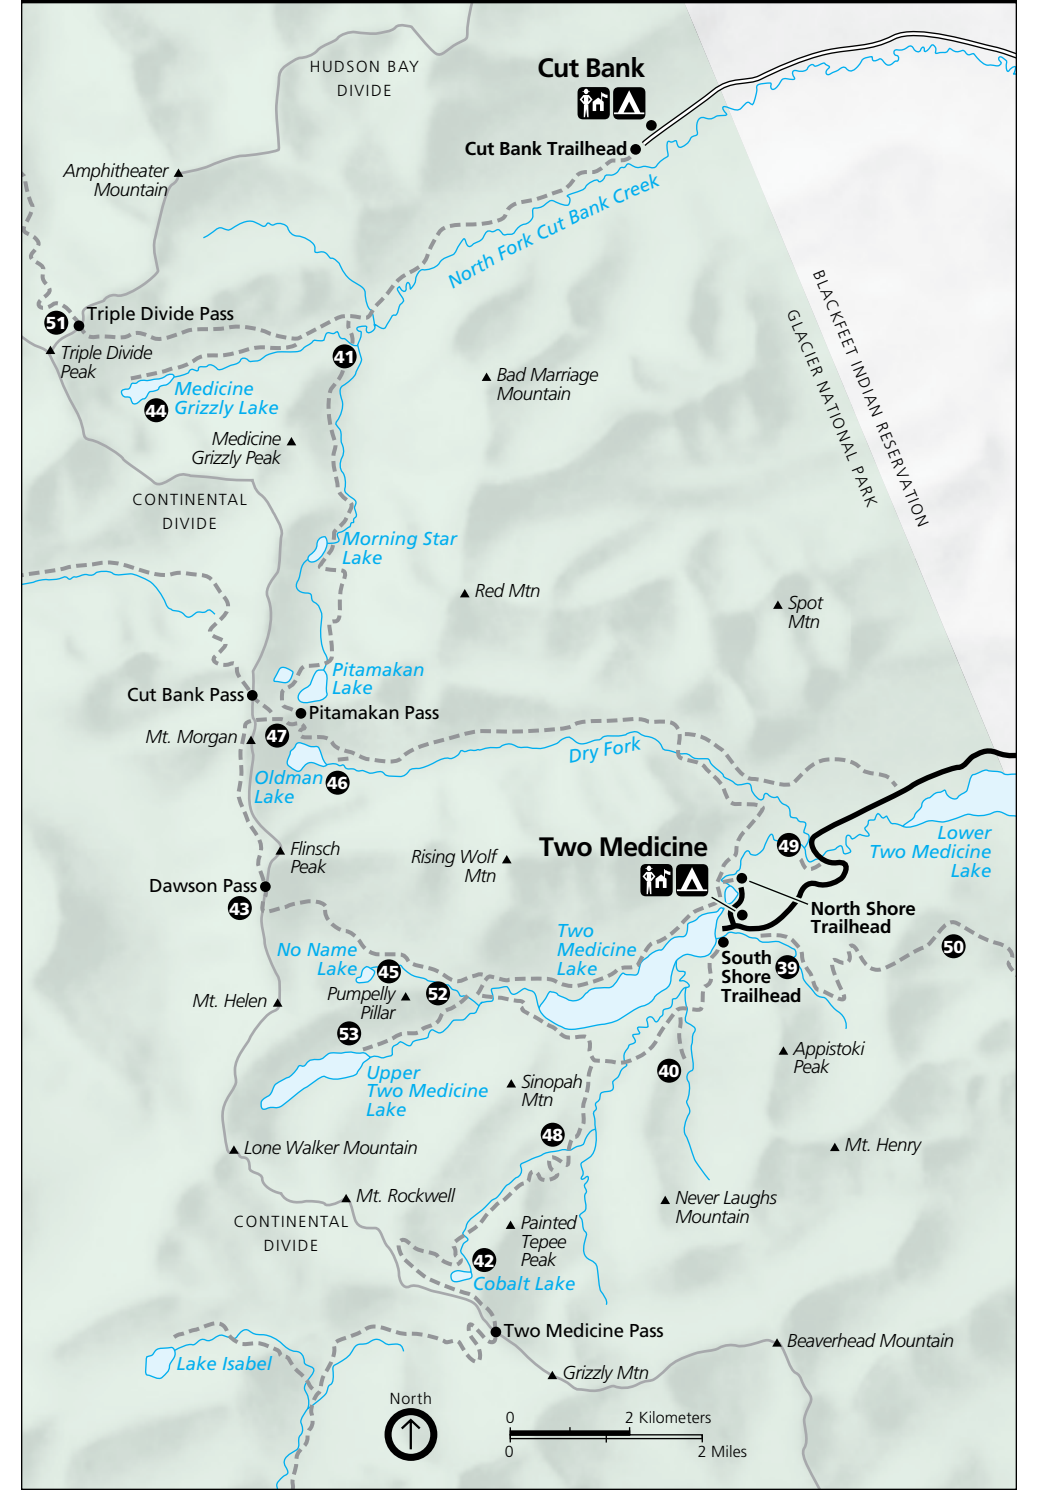 HUDSON BAY
DIVIDE
Cut Bank
Cut Bank Trailhead
Amphitheater
Mountain
North Fork Cut Bank Creek
BLACKFEET INDIAN RESERVATION
GLACIER NATIONAL PARK
51
Triple Divide Pass
Triple Divide
Peak
41
Medicine
Grizzly Lake
44
Bad Marriage
Mountain
Medicine
Grizzly Peak
CONTINENTAL
DIVIDE
Morning Star
Lake
Red Mtn
Spot
Mtn
Pitamakan
Lake
Cut Bank Pass
Pitamakan Pass
Mt. Morgan
47
Dry Fork
Oldman
Lake
46
Lower
Two Medicine
Lake
Flinsch
Peak
Rising Wolf
Mtn
Two Medicine
49
Dawson Pass
43
North Shore
Trailhead
No Name
Lake
45
Two
Medicine
Lake
South
Shore
Trailhead
39
50
Mt. Helen
Pumpelly
Pillar
52
53
Appistoki
Peak
Upper
Two Medicine
Lake
Sinopah
Mtn
40
48
Mt. Henry
Lone Walker Mountain
Mt. Rockwell
Never Laughs
Mountain
CONTINENTAL
DIVIDE
Painted
Tepee
Peak
42
Cobalt Lake
Two Medicine Pass
Beaverhead Mountain
Lake Isabel
Grizzly Mtn
North
0
2 Kilometers
0
2 Miles